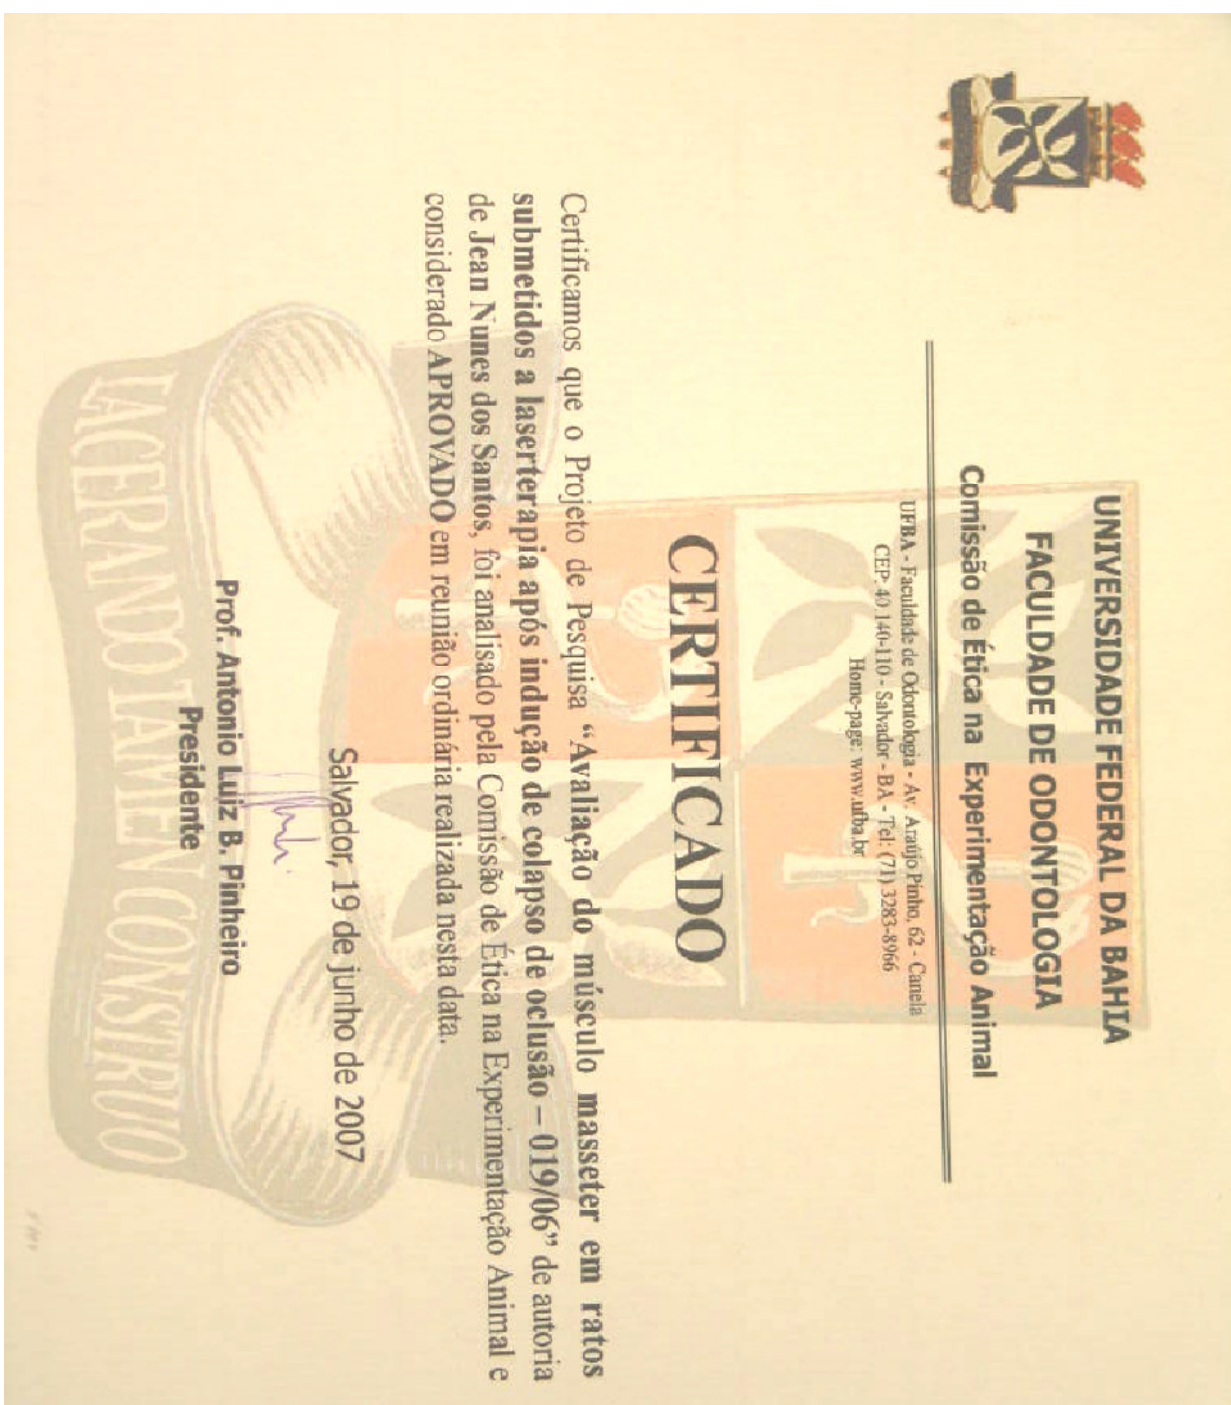 UNIVERSIDADE FEDERAL DA BAHIA
FACULDADE DE ODONTOLOGIA
Comissão de Ética na Experimentação Animal
UFBA - Faculdade de Odontologia - Av. Araújo Pinho, 62 - Canela
CEP: 40.140-110 - Salvador - BA - Tel: (71) 3283-8966
Home-page: www.ufba.br
CERTIFICADO
Certificamos que o Projeto de Pesquisa “Avaliação do músculo masseter em ratos
submetidos a laserterapia após indução de colapso de oclusão – 019/06” de autoria
de Jean Nunes dos Santos, foi analisado pela Comissão de Ética na Experimentação Animal e
considerado APROVADO em reunião ordinária realizada nesta data.
Salvador, 19 de junho de 2007
Prof. Antonio Luiz B. Pinheiro
Presidente
LACERANDO TAMEN CONSTRUO